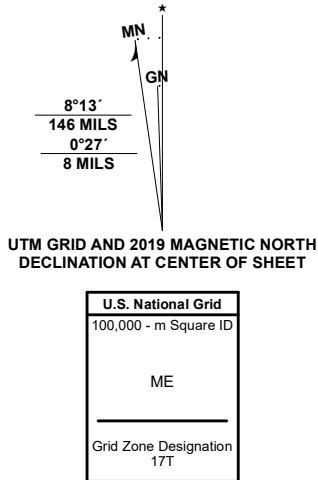 ★
MN
GN
8°13´
146 MILS
0°27´
8 MILS
UTM GRID AND 2019 MAGNETIC NORTH
DECLINATION AT CENTER OF SHEET
U.S. National Grid
100,000 - m Square ID
ME
Grid Zone Designation
17T